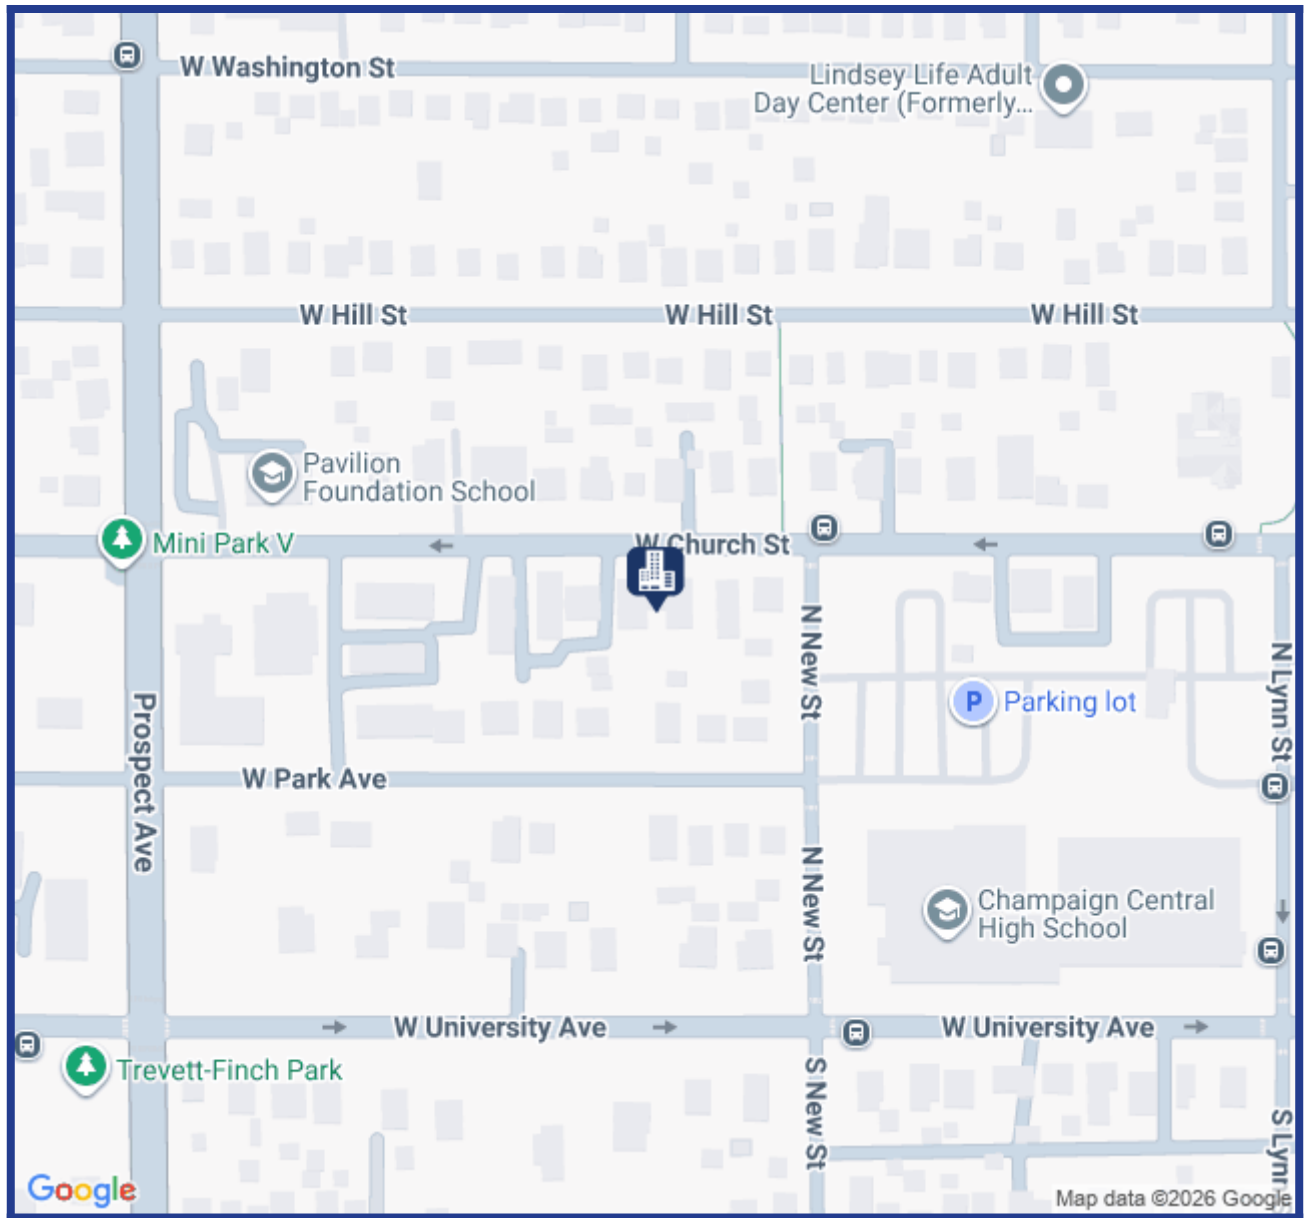 W Washington St
Lindsey Life Adult
Day Center (Formerly...
W Hill St
W Hill St
W Hill St
Pavilion
Foundation School
Mini Park V
W Church St
N New St
N Lynn St
P
Parking lot
Prospect Ave
W Park Ave
N New St
Champaign Central
High School
W University Ave
W University Ave
Trevett-Finch Park
S New St
S Lynn S
Google
Map data ©2026 Google